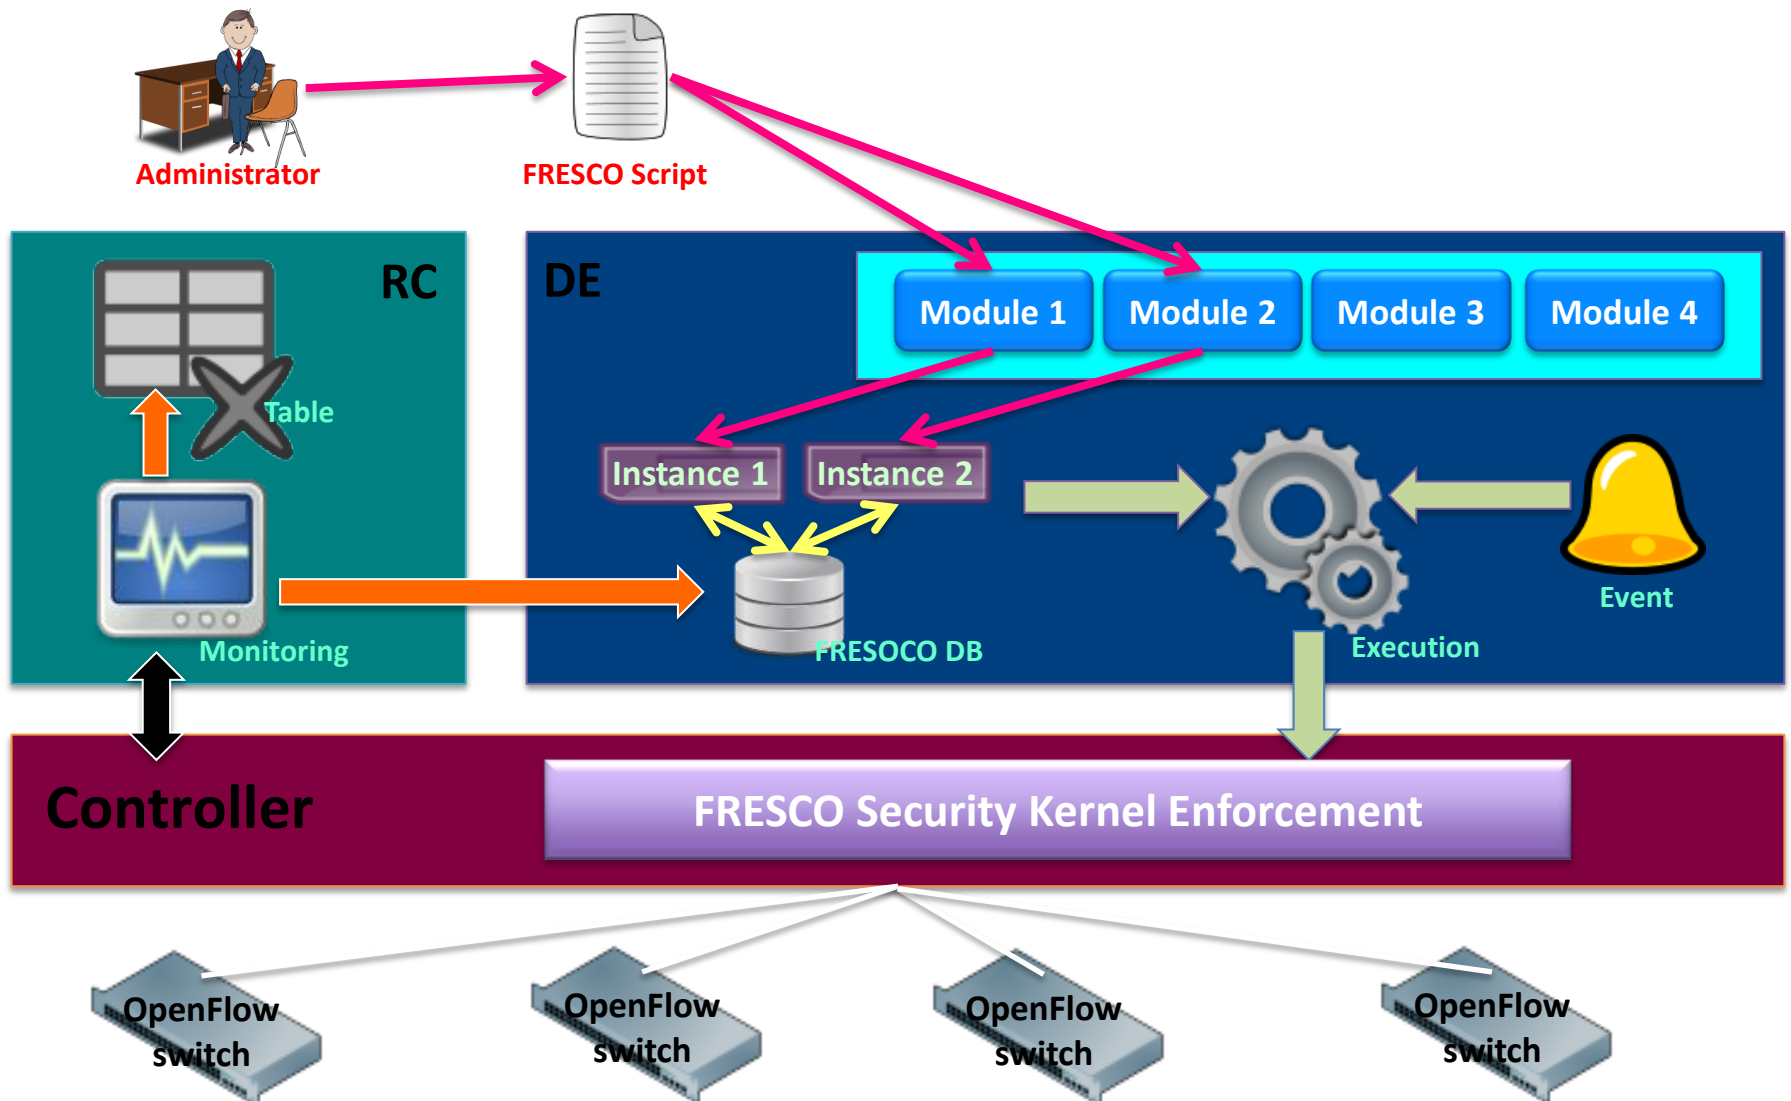 Administrator
FRESCO Script
RC
DE
Module 1
Module 2
Module 3
Module 4
Table
Instance 1
Instance 2
Event
Monitoring
FRESOCO DB
Execution
Controller
FRESCO Security Kernel Enforcement
OpenFlow
switch
OpenFlow
switch
OpenFlow
switch
OpenFlow
switch